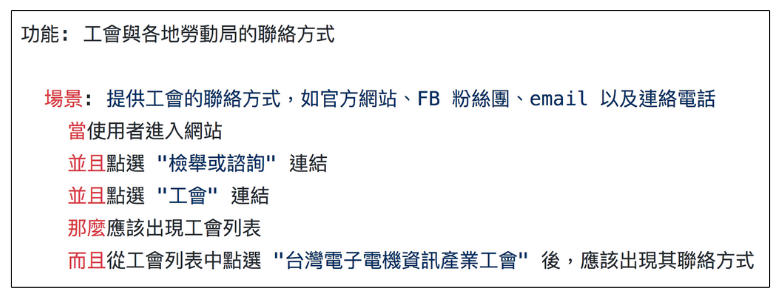 功能: 工會與各地勞動局的聯絡方式
場景: 提供工會的聯絡方式，如官方網站、FB 粉絲團、email 以及連絡電話
當使用者進入網站
並且點選 "檢舉或諮詢" 連結
並且點選 "工會" 連結
那麼應該出現工會列表
而且從工會列表中點選 "台灣電子電機資訊產業工會" 後，應該出現其聯絡方式